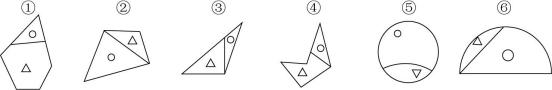 ① ② ③ ④ ⑤ ⑥